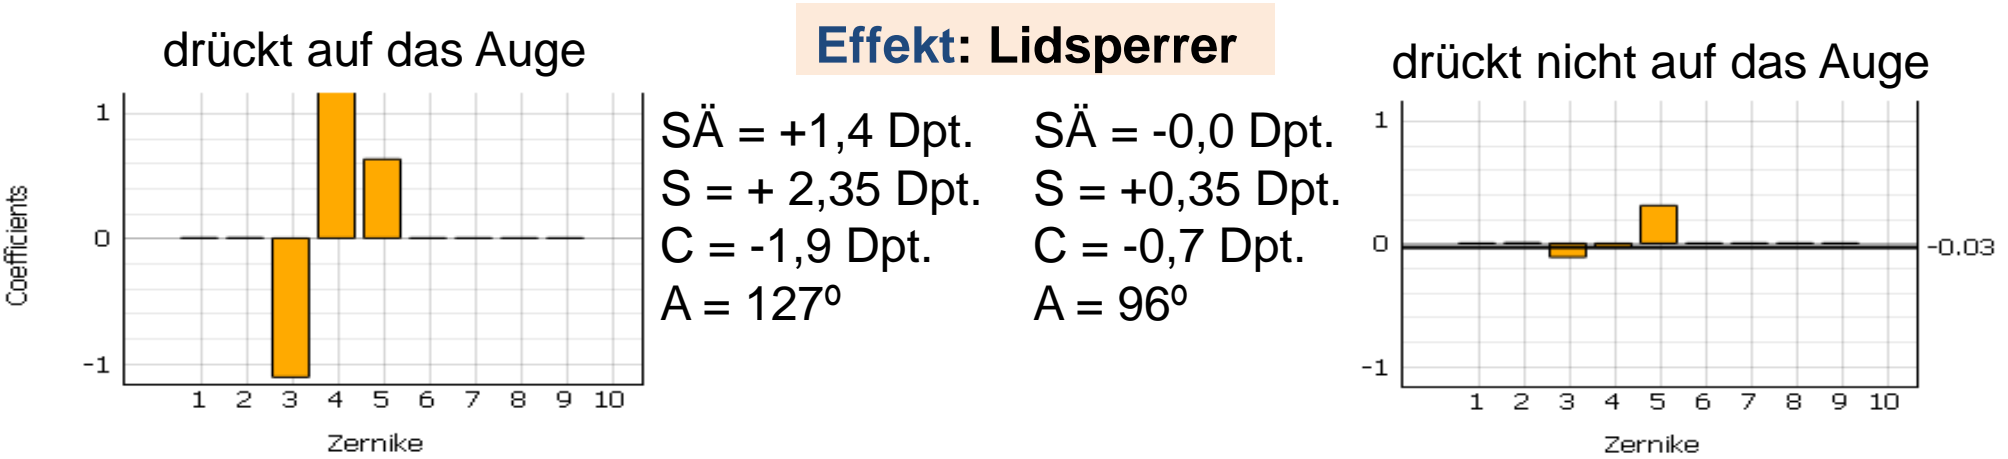 Effekt: Lidsperrer
drückt auf das Auge
1
0
-1
Coefficients
1 2 3 4 5 6 7 8 9 10
Zernike
SÄ = +1,4 Dpt.
S = + 2,35 Dpt.
C = -1,9 Dpt.
A = 127º
SÄ = -0,0 Dpt.
S = +0,35 Dpt.
C = -0,7 Dpt.
A = 96º
drückt nicht auf das Auge
1
0
-1
-0.03
1 2 3 4 5 6 7 8 9 10
Zernike